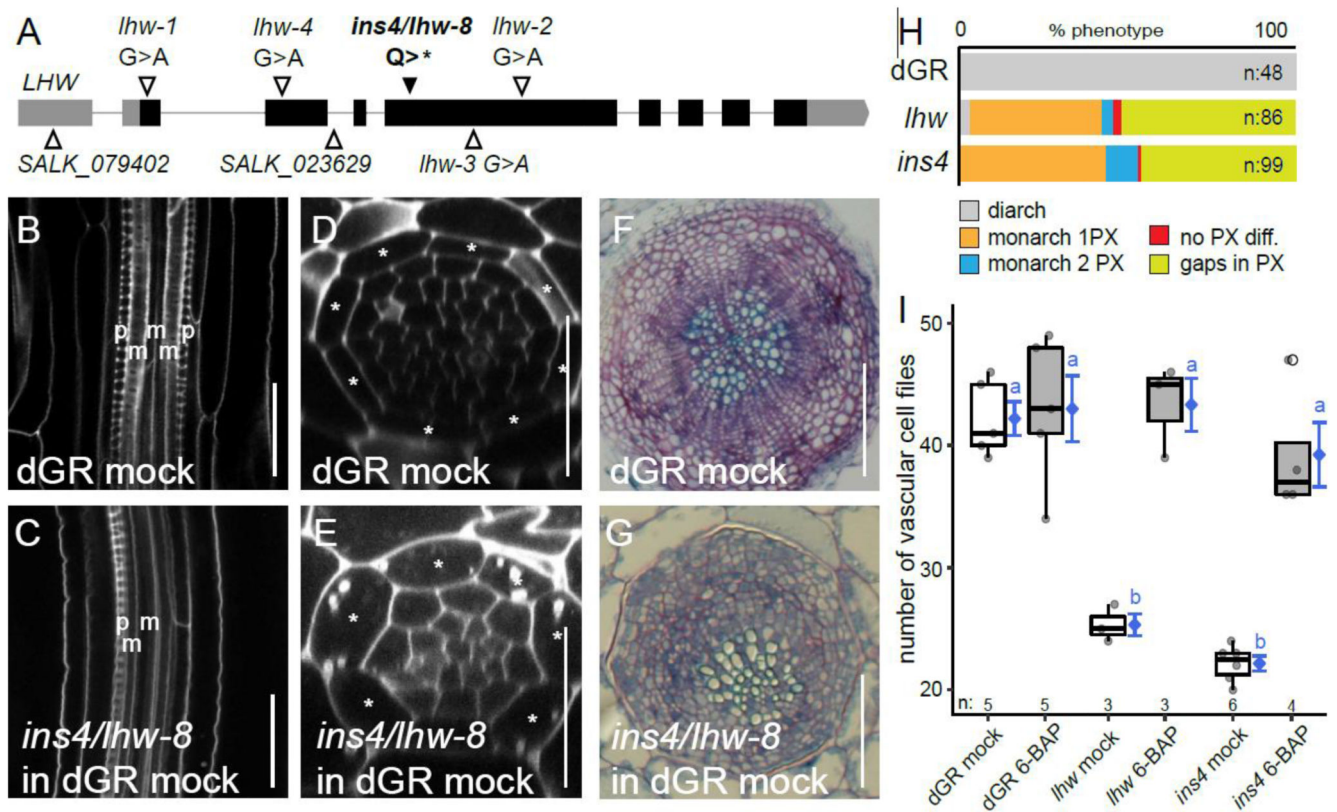 A
lhw-1 lhw-4 ins4/lhw-8 lhw-2
G>A G>A Q>* G>A
LHW
SALK_079402 SALK_023629 lhw-3 G>A
B
p m m p
m m
dGR mock
D
* * * * * * * * *
dGR mock
F
dGR mock
C
p m
m
ins4/lhw-8
in dGR mock
E
* * * * * *
ins4/lhw-8
in dGR mock
G
ins4/lhw-8
in dGR mock
H
0 % phenotype 100
dGR n:48
lhw n:86
ins4 n:99
diarch
monarch 1PX no PX diff.
monarch 2 PX gaps in PX
I
number of vascular cell files
50
40
30
20
a a b a b a
n: 5 5 3 3 6 4
dGR mock
dGR 6-BAP
lhw mock
lhw 6-BAP
ins4 mock
ins4 6-BAP